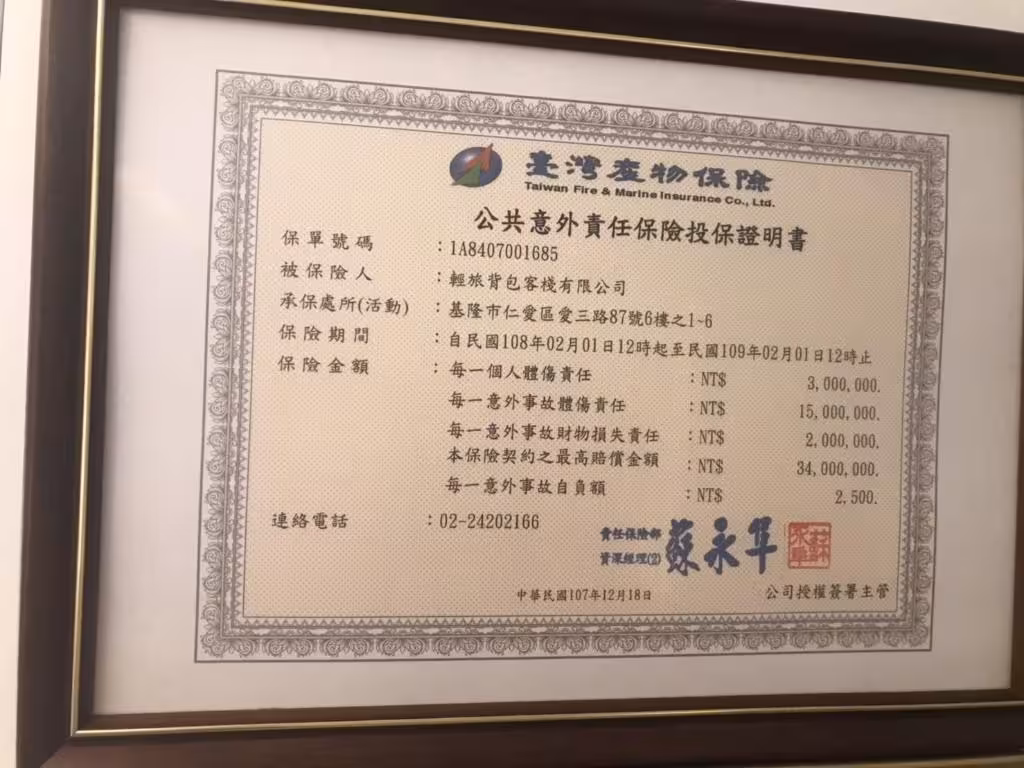 臺灣產物保險
Taiwan Fire & Marine Insurance Co., Ltd.
公共意外責任保險投保證明書
保單號碼：1A8407001685
被保險人：輕旅背包客棧有限公司
承保處所(活動)：基隆市仁愛區愛三路87號6樓之1~6
保險期間：自民國108年02月01日12時起至民國109年02月01日12時止
保險金額：每一個人體傷責任：NT$ 3,000,000.
每一意外事故體傷責任：NT$ 15,000,000.
每一意外事故財物損失責任：NT$ 2,000,000.
本保險契約之最高賠償金額：NT$ 34,000,000.
每一意外事故自負額：NT$ 2,500.
連絡電話：02-24202166
責任保險部
資深經理(2)
蘇永隼
中華民國107年12月18日
公司授權簽署主管